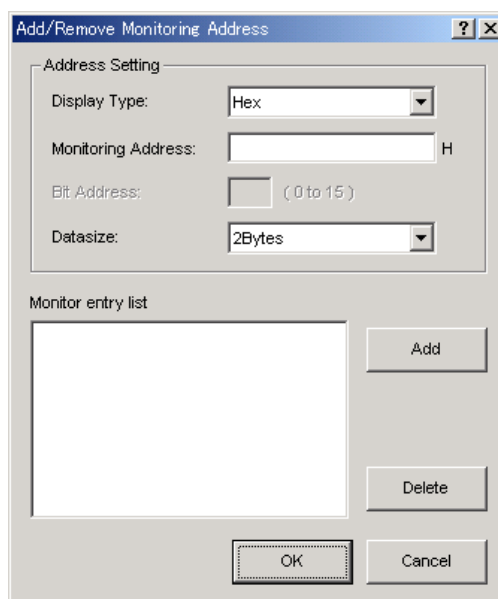 Add/Remove Monitoring Address
Address Setting
Display Type: Hex
Monitoring Address: H
Bit Address: ( 0 to 15 )
Datasize: 2Bytes
Monitor entry list
Add
Delete
OK Cancel